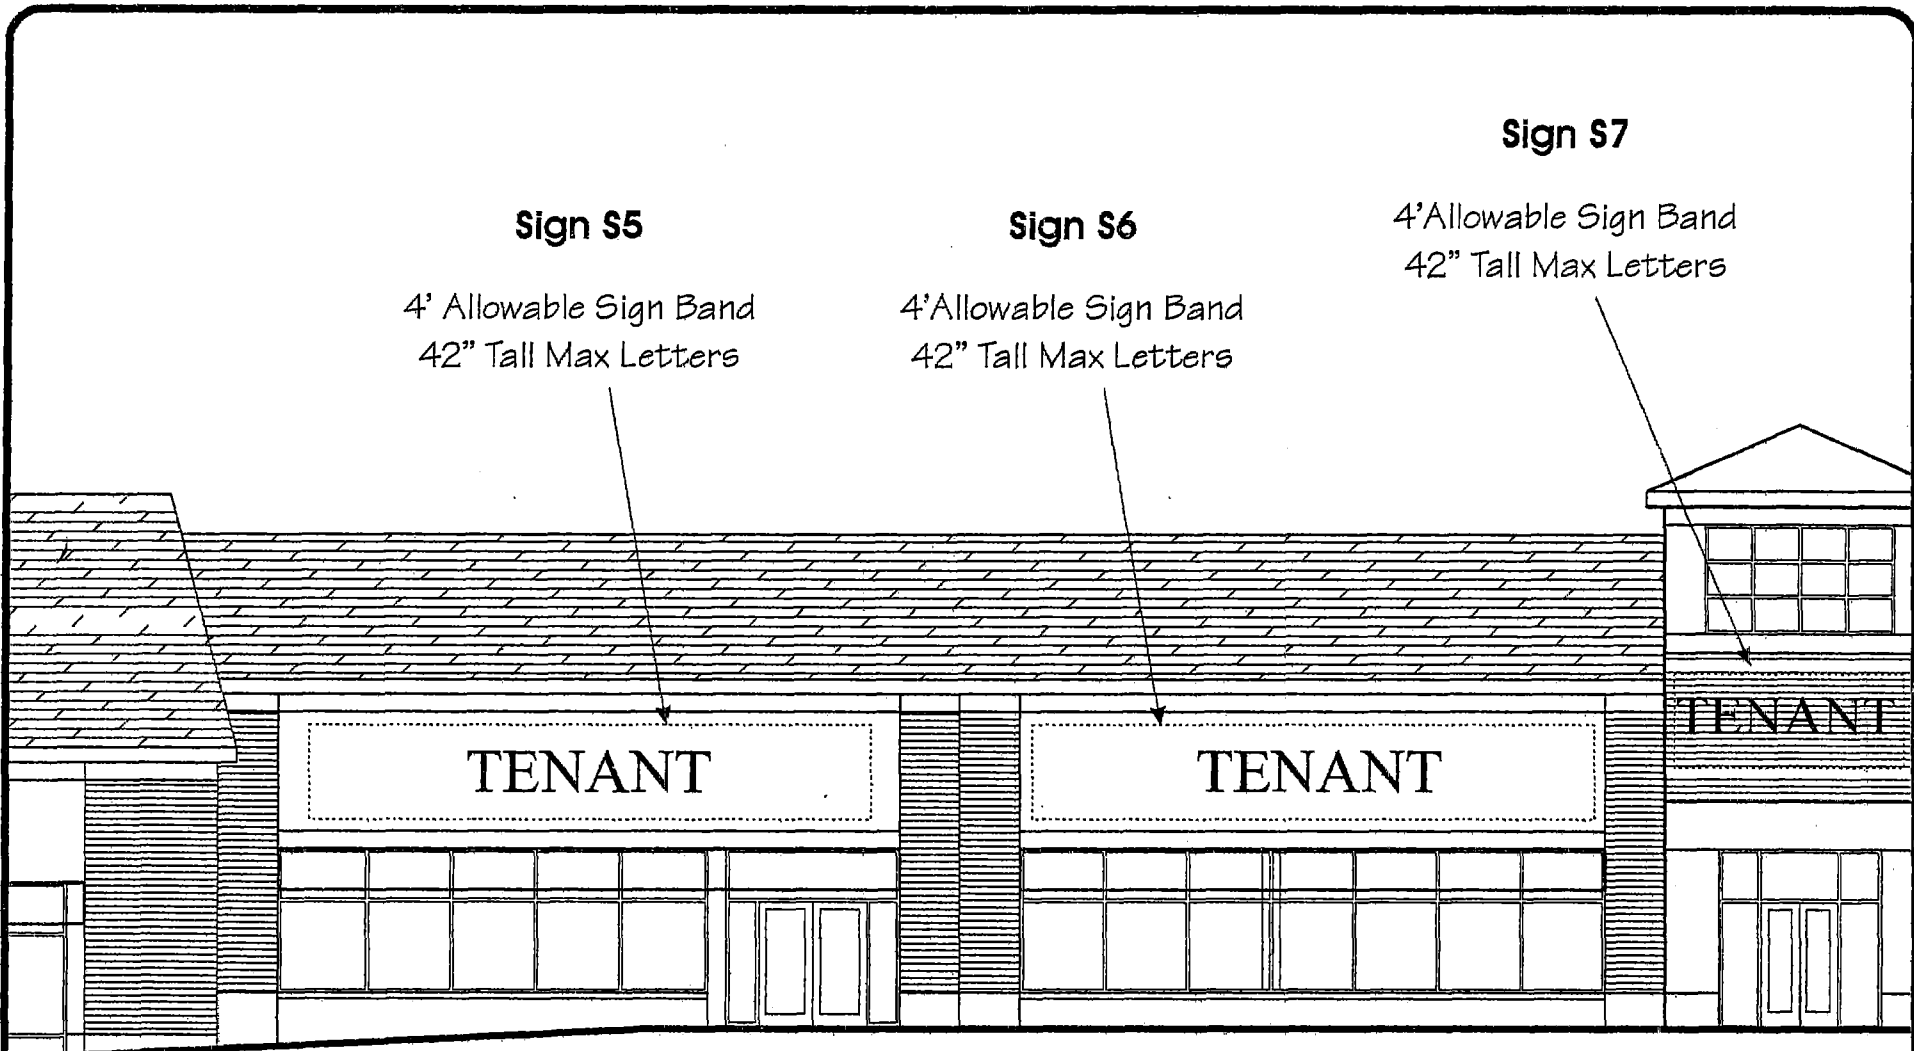 Sign S7
4'Allowable Sign Band
42" Tall Max Letters
Sign S5
4' Allowable Sign Band
42" Tall Max Letters
Sign S6
4'Allowable Sign Band
42" Tall Max Letters
TENANT
TENANT
TENANT